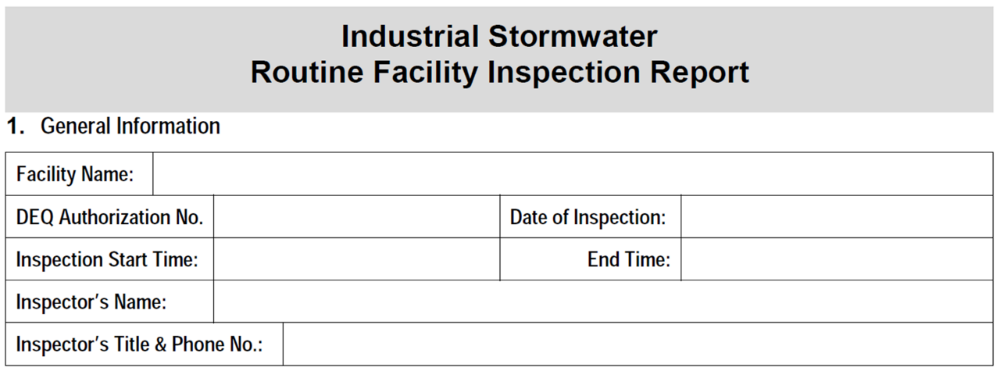 Industrial Stormwater
Routine Facility Inspection Report
1. General Information
Facility Name:
DEQ Authorization No. Date of Inspection:
Inspection Start Time: End Time:
Inspector's Name:
Inspector's Title & Phone No.: